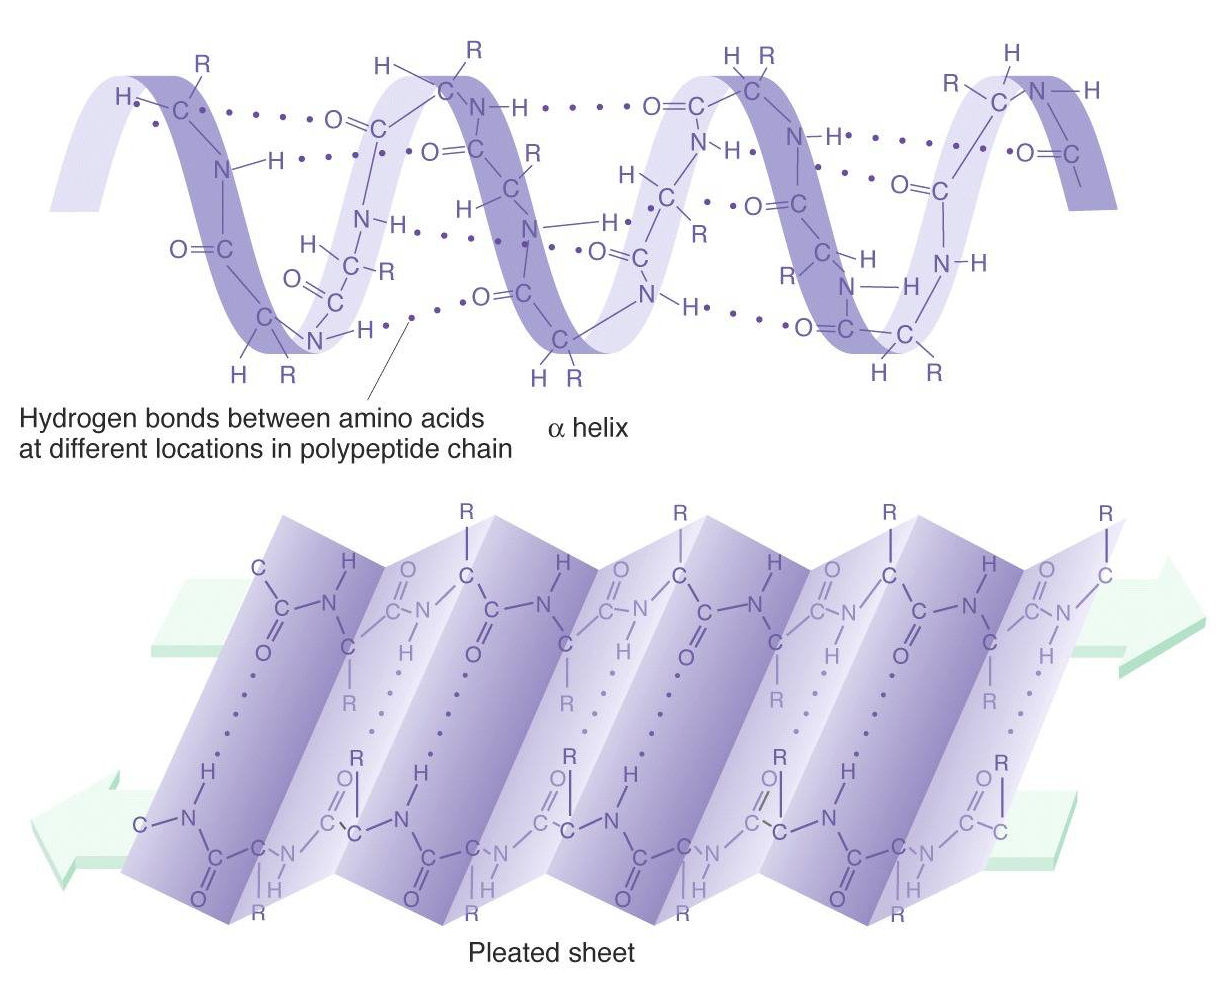 R H R H R H
H C C N—H O=C C R C N—H
O=C O=C R N—H N—H O=C
N—H C H C O=C
N—H H N—H R O=C
O=C H C R O=C C H N—H
O C O=C N—H R N—H
C N—H C O=C C
H R H R H R
Hydrogen bonds between amino acids
at different locations in polypeptide chain
α helix
R R R R
C H O C H O C H O C H O C
C N C N C N C N C N C N C N C N
O C H O C H O C H O C H
R R R R
R R R R
H O H O H O H O
C N C C N C C N C C N C C
C C N C C N C C N C C N
O H O H O H O H
R R R R
Pleated sheet